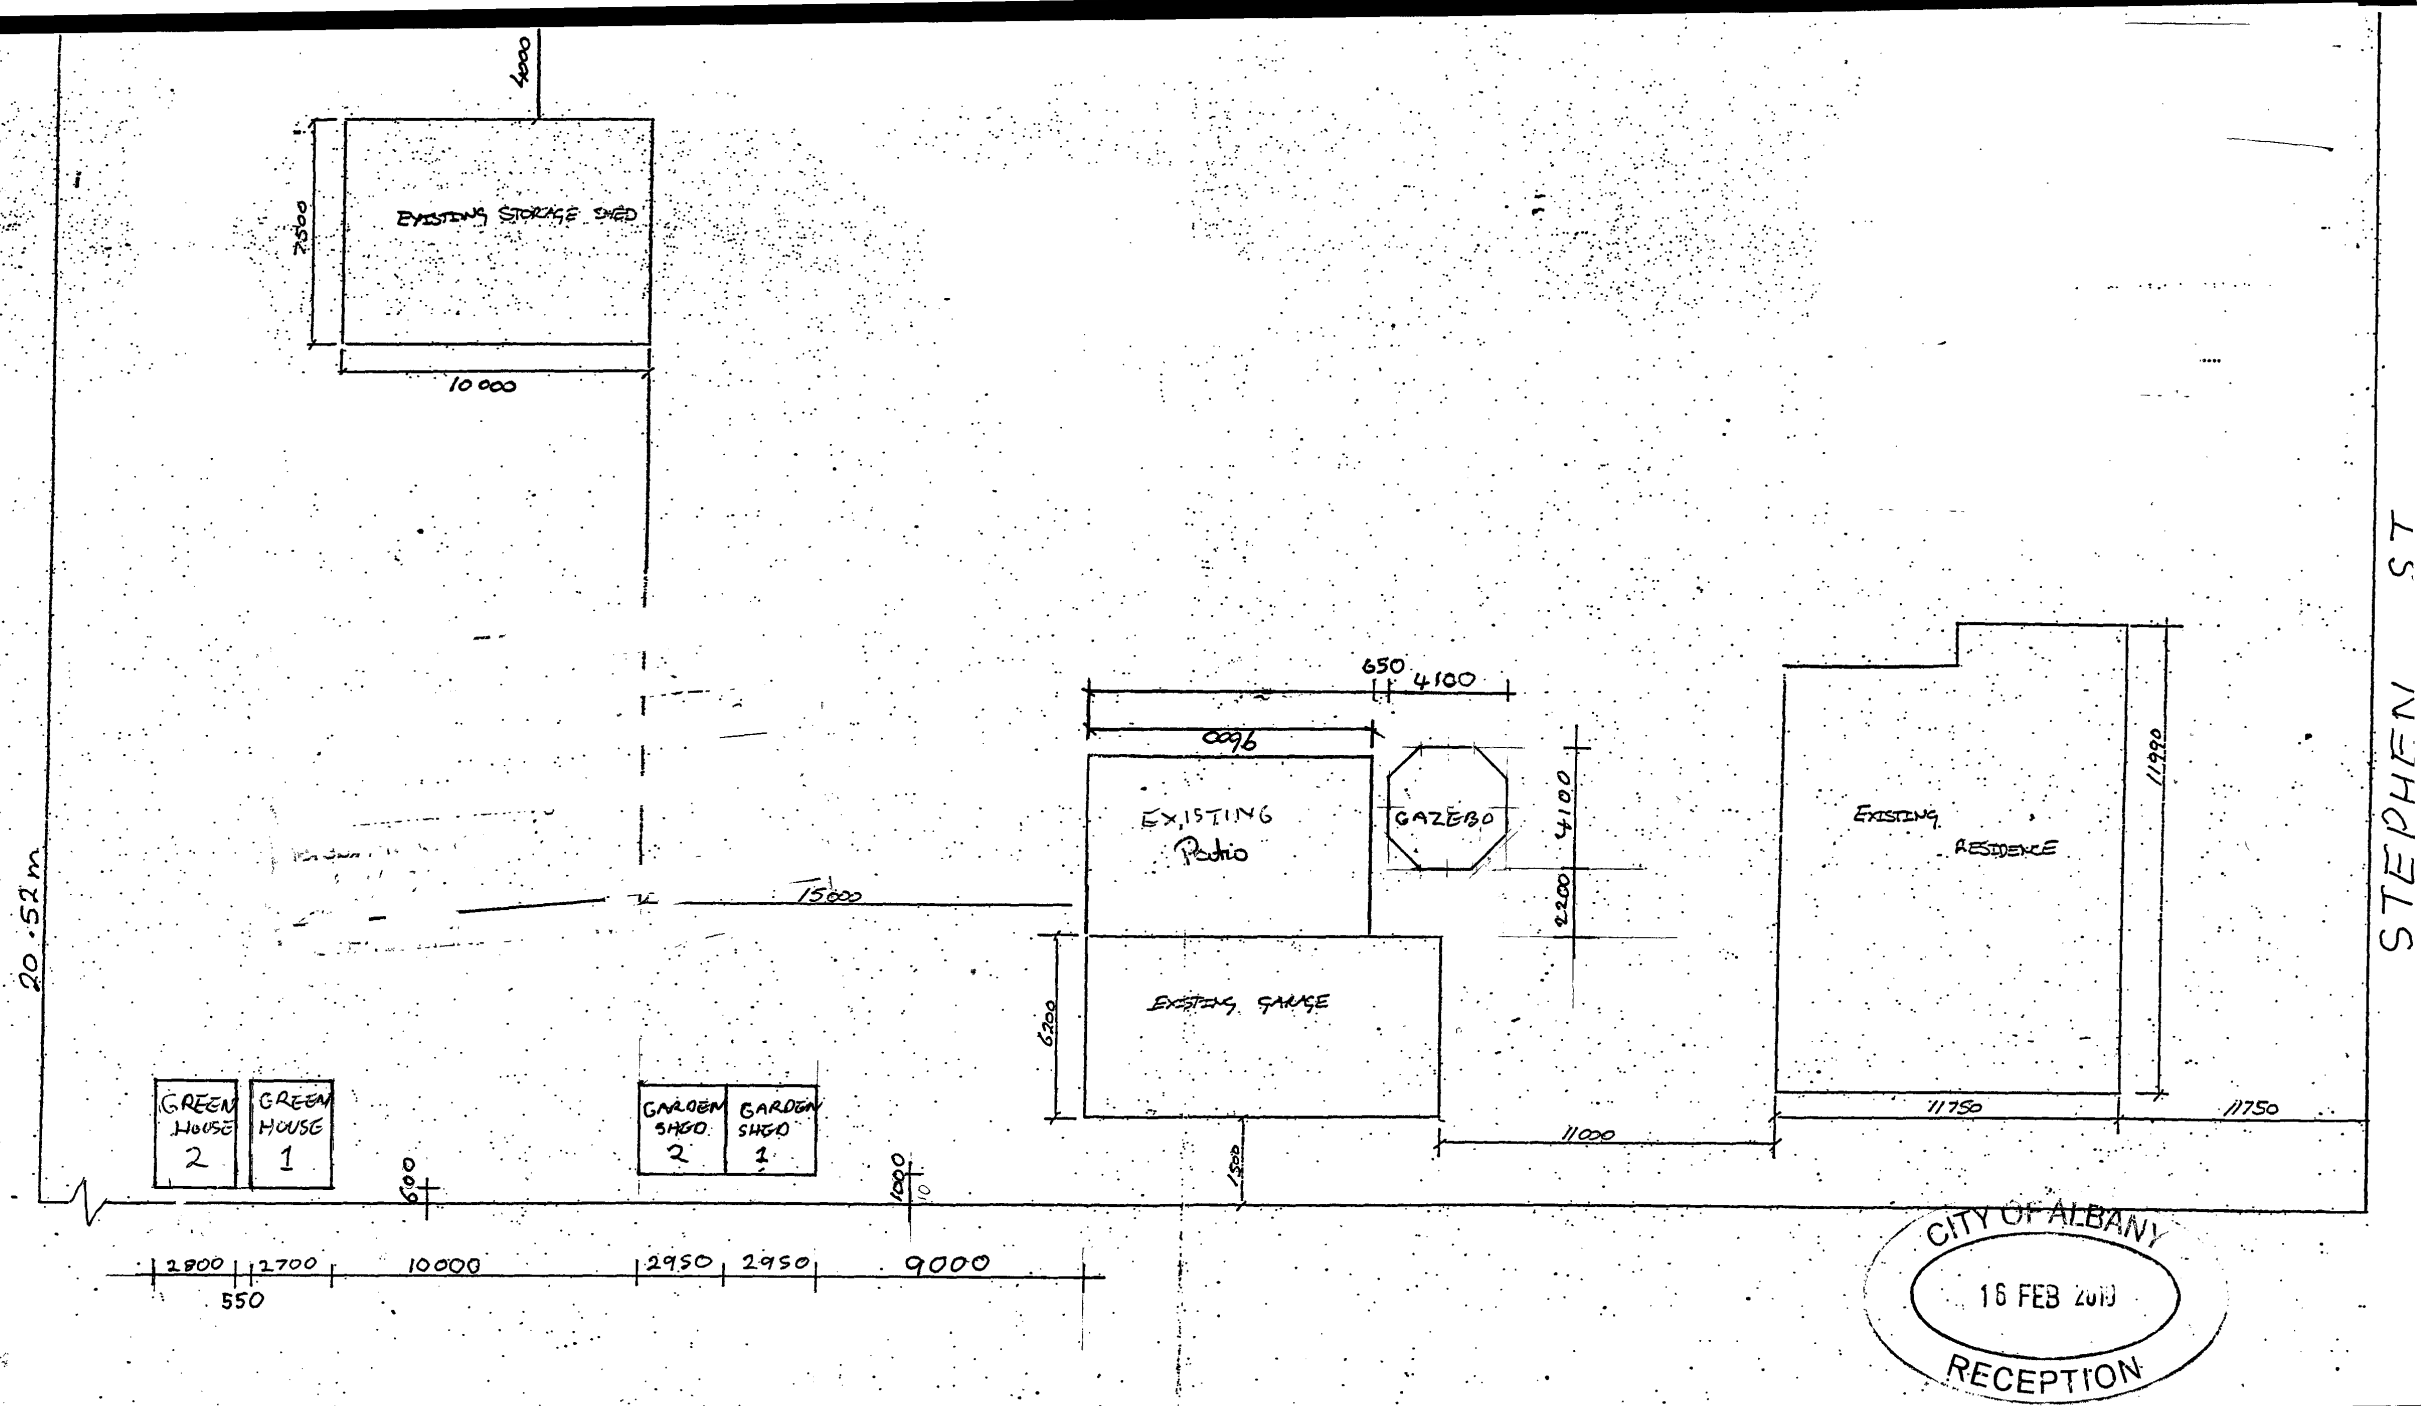 4000
EXISTING STORAGE SHED
7500
10 000
STEPHEN ST
650
4100
9600
EXISTING
Patio
GAZEBO
4100
2200
EXISTING
RESIDENCE
11990
20.52m
15000
EXISTING GARAGE
6200
GREEN
HOUSE
2
GREEN
HOUSE
1
600
GARDEN
SHED
2
GARDEN
SHED
1
1000
10
1500
11000
11750
11750
2800
2700
10000
2950
2950
9000
550
CITY OF ALBANY
16 FEB 2010
RECEPTION